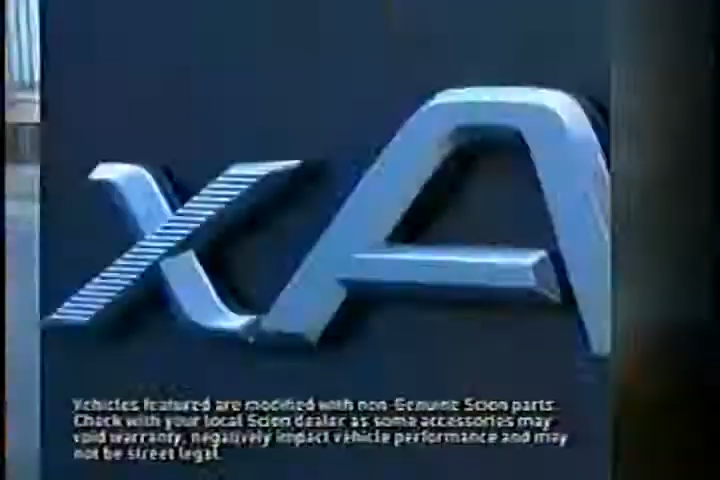 xA
Vehicles featured are modified with non-Genuine Scion parts.
Check with your local Scion dealer as some accessories may
void warranty, negatively impact vehicle performance and may
not be street legal.